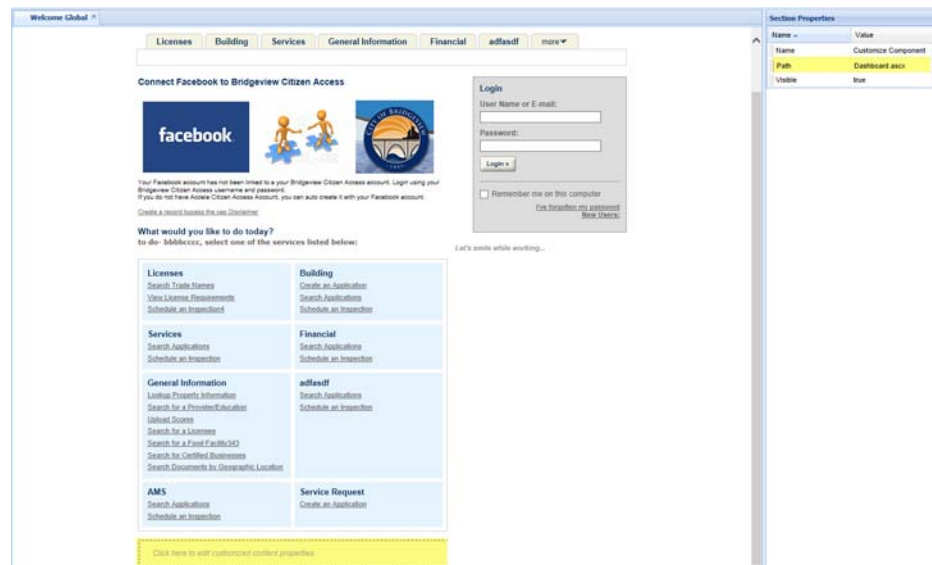 Welcome Global
Section Properties
Name Value
Name Customize Component
Path Dashboard.ascx
Visible true
Licenses Building Services General Information Financial adfasdf more
Connect Facebook to Bridgeview Citizen Access
facebook
CITY OF BRIDGEVIEW
Your Facebook account has not been linked to a your Bridgeview Citizen Access account. Login using your
Bridgeview Citizen Access username and password.
If you do not have Accela Citizen Access Account, you can auto create it with your Facebook account.
Create a record bypass the cap Disclaimer
Login
User Name or E-mail:
Password:
Login »
Remember me on this computer
I've forgotten my password
New Users:
What would you like to do today?
to do- bbbbcccc, select one of the services listed below:
Let's smile while working...
Licenses
Search Trade Names
View License Requirements
Schedule an Inspection4
Building
Create an Application
Search Applications
Schedule an Inspection
Services
Search Applications
Schedule an Inspection
Financial
Search Applications
Schedule an Inspection
General Information
Lookup Property Information
Search for a Provider/Education
Upload Scores
Search for a Licensee
Search for a Food Facility343
Search for Certified Businesses
Search Documents by Geographic Location
adfasdf
Search Applications
Schedule an Inspection
AMS
Search Applications
Schedule an Inspection
Service Request
Create an Application
Click here to edit customized content properties